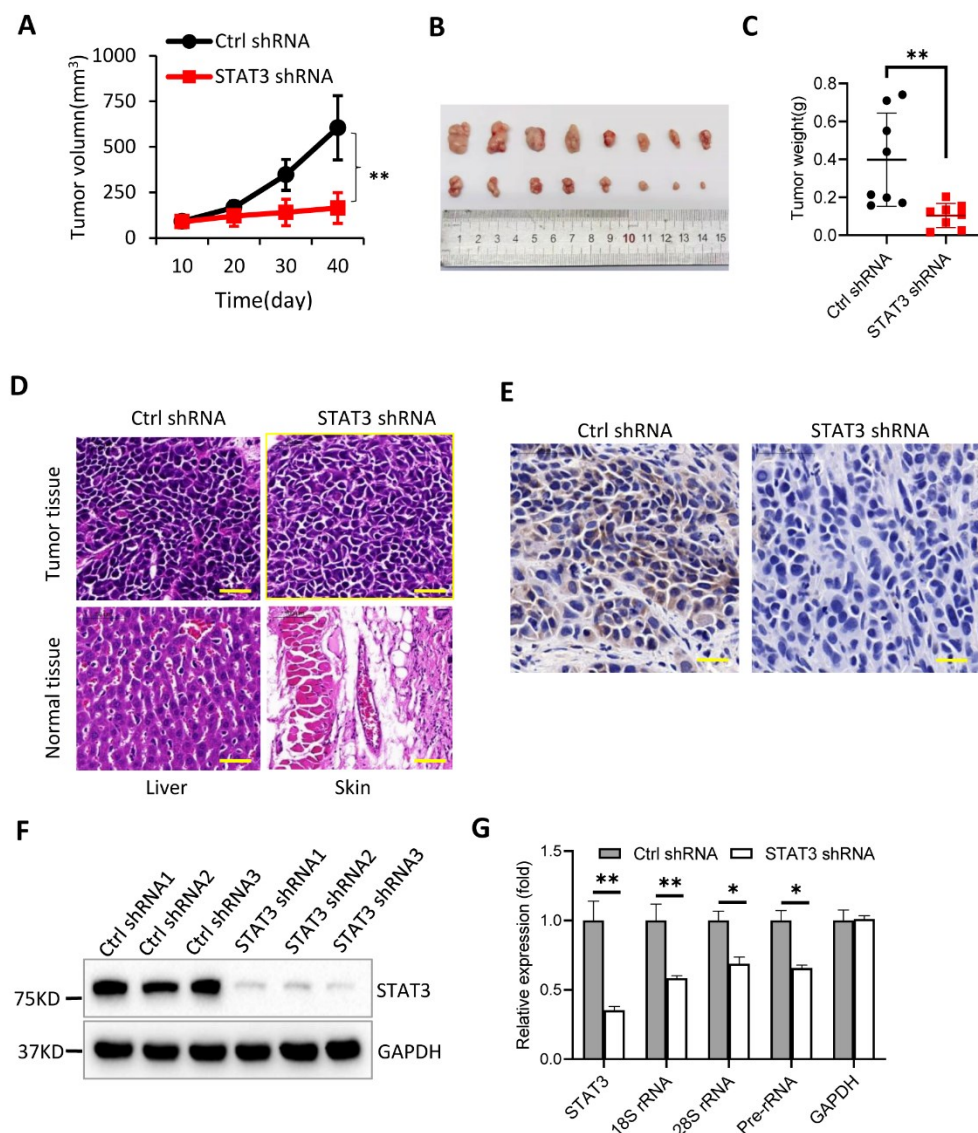 A
Ctrl shRNA
STAT3 shRNA
Tumor volumn(mm³)
1000
750
500
250
0
**
10 20 30 40
Time(day)
B
1 2 3 4 5 6 7 8 9 10 11 12 13 14 15
C
**
Tumor weight(g)
0.8
0.6
0.4
0.2
0.0
Ctrl shRNA
STAT3 shRNA
D
Ctrl shRNA STAT3 shRNA
Tumor tissue
Normal tissue
Liver Skin
E
Ctrl shRNA STAT3 shRNA
F
Ctrl shRNA1
Ctrl shRNA2
Ctrl shRNA3
STAT3 shRNA1
STAT3 shRNA2
STAT3 shRNA3
75KD
STAT3
37KD
GAPDH
G
Ctrl shRNA STAT3 shRNA
Relative expression (fold)
1.5
1.0
0.5
0.0
** ** * *
STAT3
18S rRNA
28S rRNA
Pre-rRNA
GAPDH